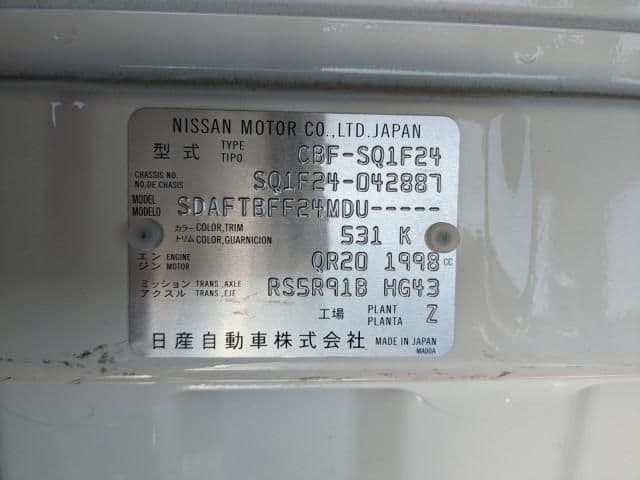 NISSAN MOTOR CO.,LTD. JAPAN
型式 TYPE TIPO CBF-SQ1F24
CHASSIS NO. NO. DE CHASIS SQ1F24-042887
MODEL MODELO SDAFTBFF24MDU-----
カラー COLOR, TRIM トリム COLOR, GUARNICION 531 K
エンジン ENGINE MOTOR QR20 1998 CC
ミッション TRANS., AXLE アクスル TRANS., EJE RS5R91B HG43
工場 PLANT PLANTA Z
日産自動車株式会社 MADE IN JAPAN
MA00A